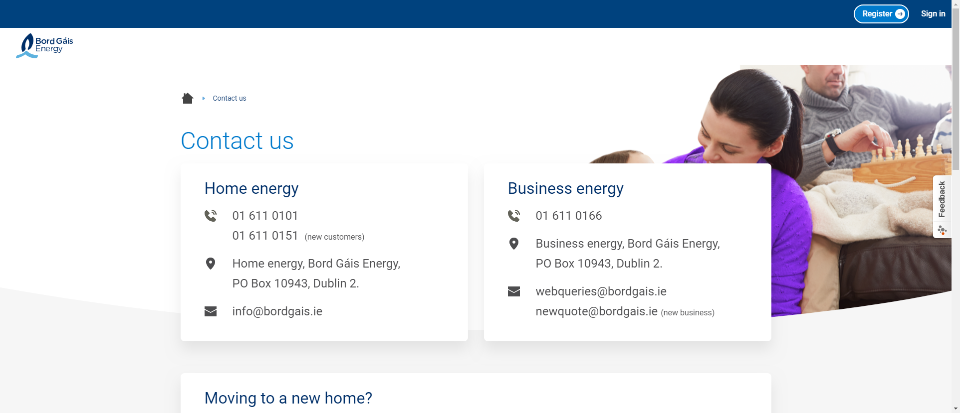 Register
Sign in
Bord Gáis
Energy
Contact us
Contact us
Home energy
01 611 0101
01 611 0151 (new customers)
Home energy, Bord Gáis Energy,
PO Box 10943, Dublin 2.
info@bordgais.ie
Business energy
01 611 0166
Business energy, Bord Gáis Energy,
PO Box 10943, Dublin 2.
webqueries@bordgais.ie
newquote@bordgais.ie (new business)
Feedback
Moving to a new home?